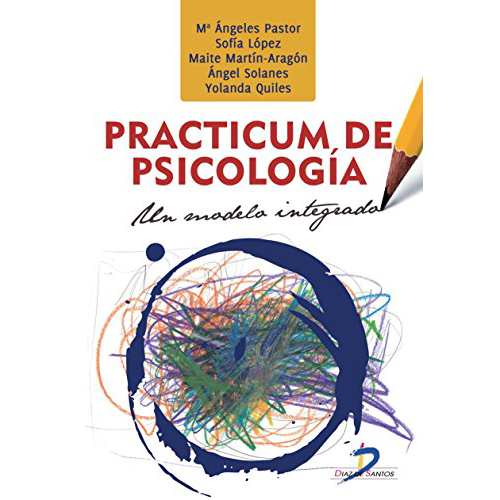 Mª Ángeles Pastor
Sofía López
Maite Martín-Aragón
Ángel Solanes
Yolanda Quiles
PRACTICUM DE
PSICOLOGÍA
Un modelo integrado
DIAZ DE SANTOS